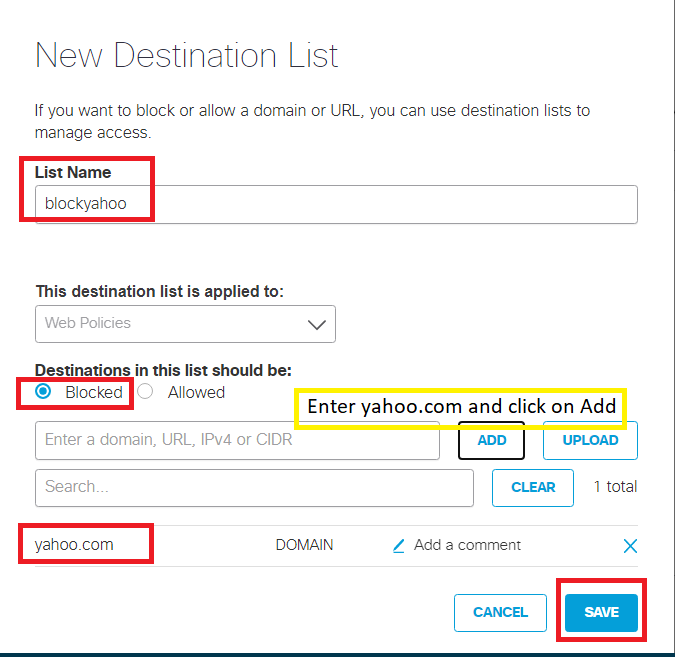 New Destination List
If you want to block or allow a domain or URL, you can use destination lists to
manage access.
List Name
blockyahoo
This destination list is applied to:
Web Policies
Destinations in this list should be:
Blocked Allowed
Enter yahoo.com and click on Add
Enter a domain, URL, IPv4 or CIDR ADD UPLOAD
Search... CLEAR 1 total
yahoo.com DOMAIN Add a comment
CANCEL SAVE